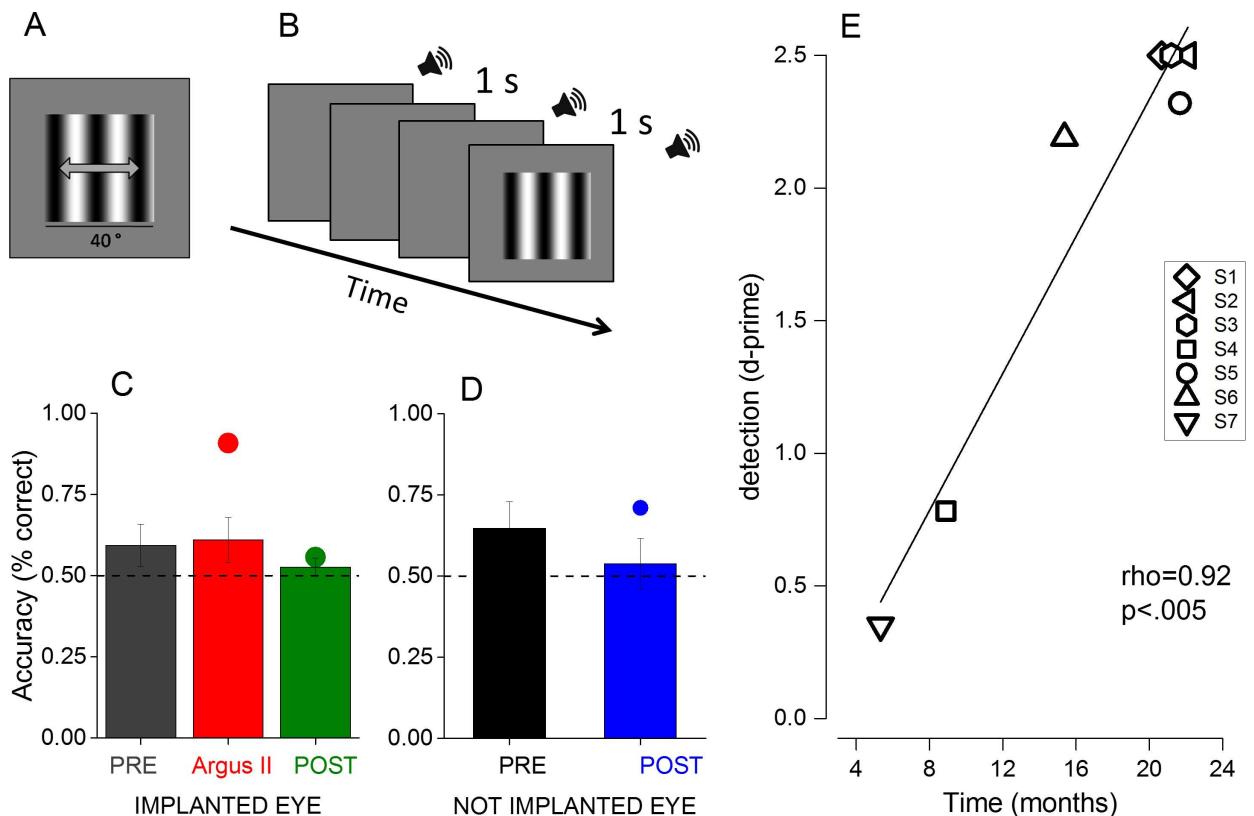 A
40°
B
1 s
1 s
Time
C
Accuracy (% correct)
1.00
0.75
0.50
0.25
0.00
PRE
Argus II
POST
IMPLANTED EYE
D
1.00
0.75
0.50
0.25
0.00
PRE
POST
NOT IMPLANTED EYE
E
detection (d-prime)
2.5
2.0
1.5
1.0
0.5
0.0
S1
S2
S3
S4
S5
S6
S7
rho=0.92
p<.005
4
8
12
16
20
24
Time (months)